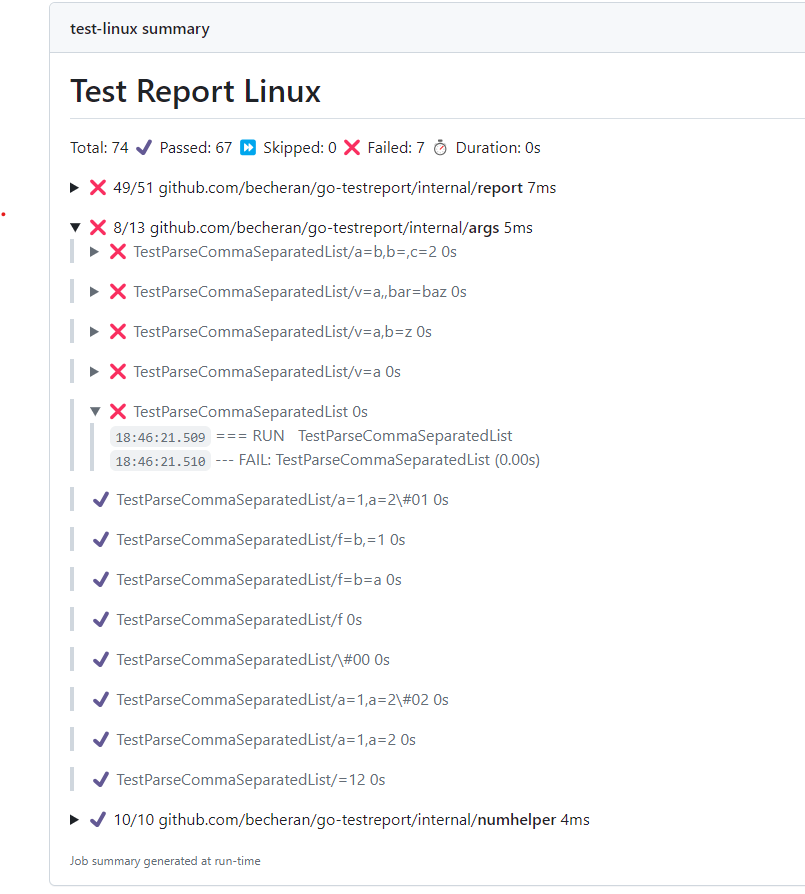 test-linux summary
Test Report Linux
Total: 74 ✔ Passed: 67 ⏩ Skipped: 0 ❌ Failed: 7 ⏱ Duration: 0s
▶ ❌ 49/51 github.com/becheran/go-testreport/internal/report 7ms
▼ ❌ 8/13 github.com/becheran/go-testreport/internal/args 5ms
▶ ❌ TestParseCommaSeparatedList/a=b,b=,c=2 0s
▶ ❌ TestParseCommaSeparatedList/v=a,,bar=baz 0s
▶ ❌ TestParseCommaSeparatedList/v=a,b=z 0s
▶ ❌ TestParseCommaSeparatedList/v=a 0s
▼ ❌ TestParseCommaSeparatedList 0s
18:46:21.509 === RUN   TestParseCommaSeparatedList
18:46:21.510 --- FAIL: TestParseCommaSeparatedList (0.00s)
✔ TestParseCommaSeparatedList/a=1,a=2\#01 0s
✔ TestParseCommaSeparatedList/f=b,=1 0s
✔ TestParseCommaSeparatedList/f=b=a 0s
✔ TestParseCommaSeparatedList/f 0s
✔ TestParseCommaSeparatedList/\#00 0s
✔ TestParseCommaSeparatedList/a=1,a=2\#02 0s
✔ TestParseCommaSeparatedList/a=1,a=2 0s
✔ TestParseCommaSeparatedList/=12 0s
▶ ✔ 10/10 github.com/becheran/go-testreport/internal/numhelper 4ms
Job summary generated at run-time